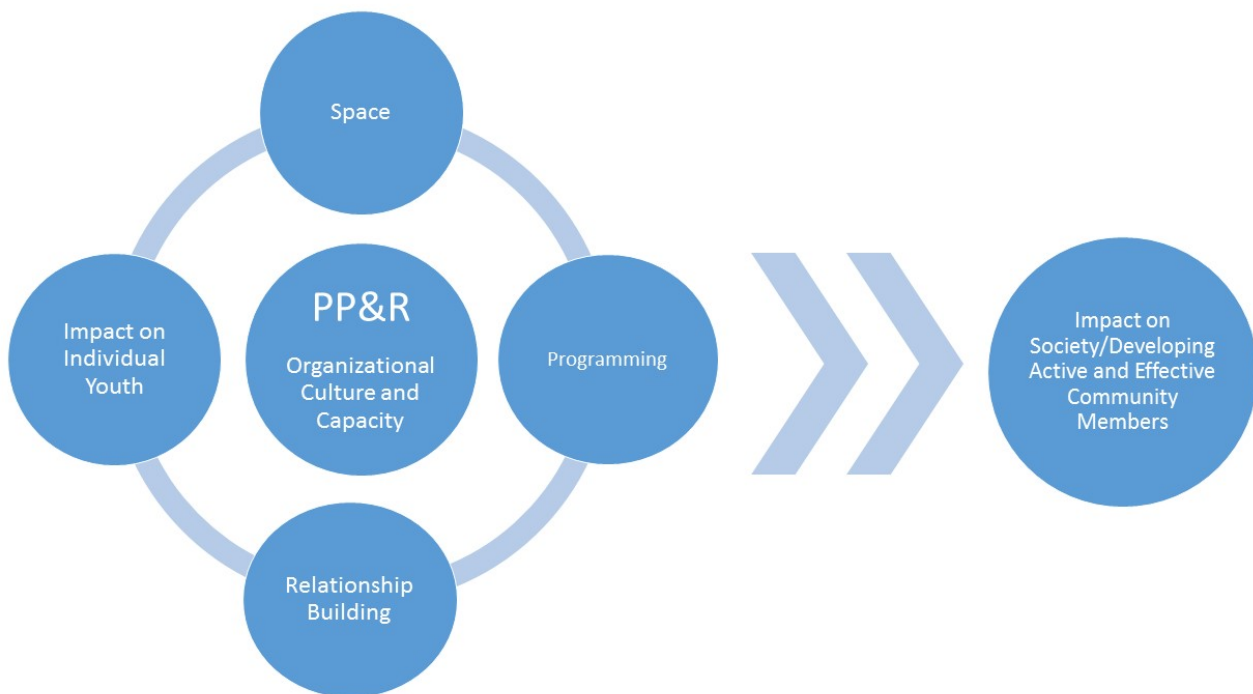 Space
Impact on
Individual
Youth
PP&R
Organizational
Culture and
Capacity
Programming
Relationship
Building
Impact on
Society/Developing
Active and Effective
Community
Members